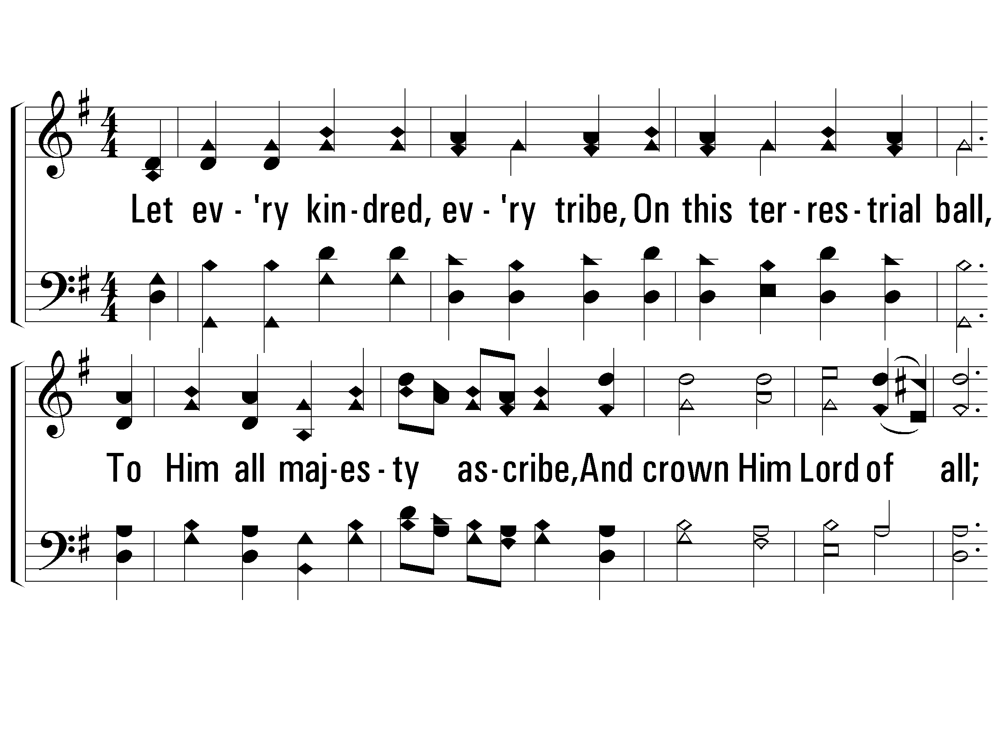 Let ev - 'ry kin - dred, ev - 'ry tribe, On this ter - res - trial ball,
To Him all maj - es - ty as - cribe, And crown Him Lord of all;